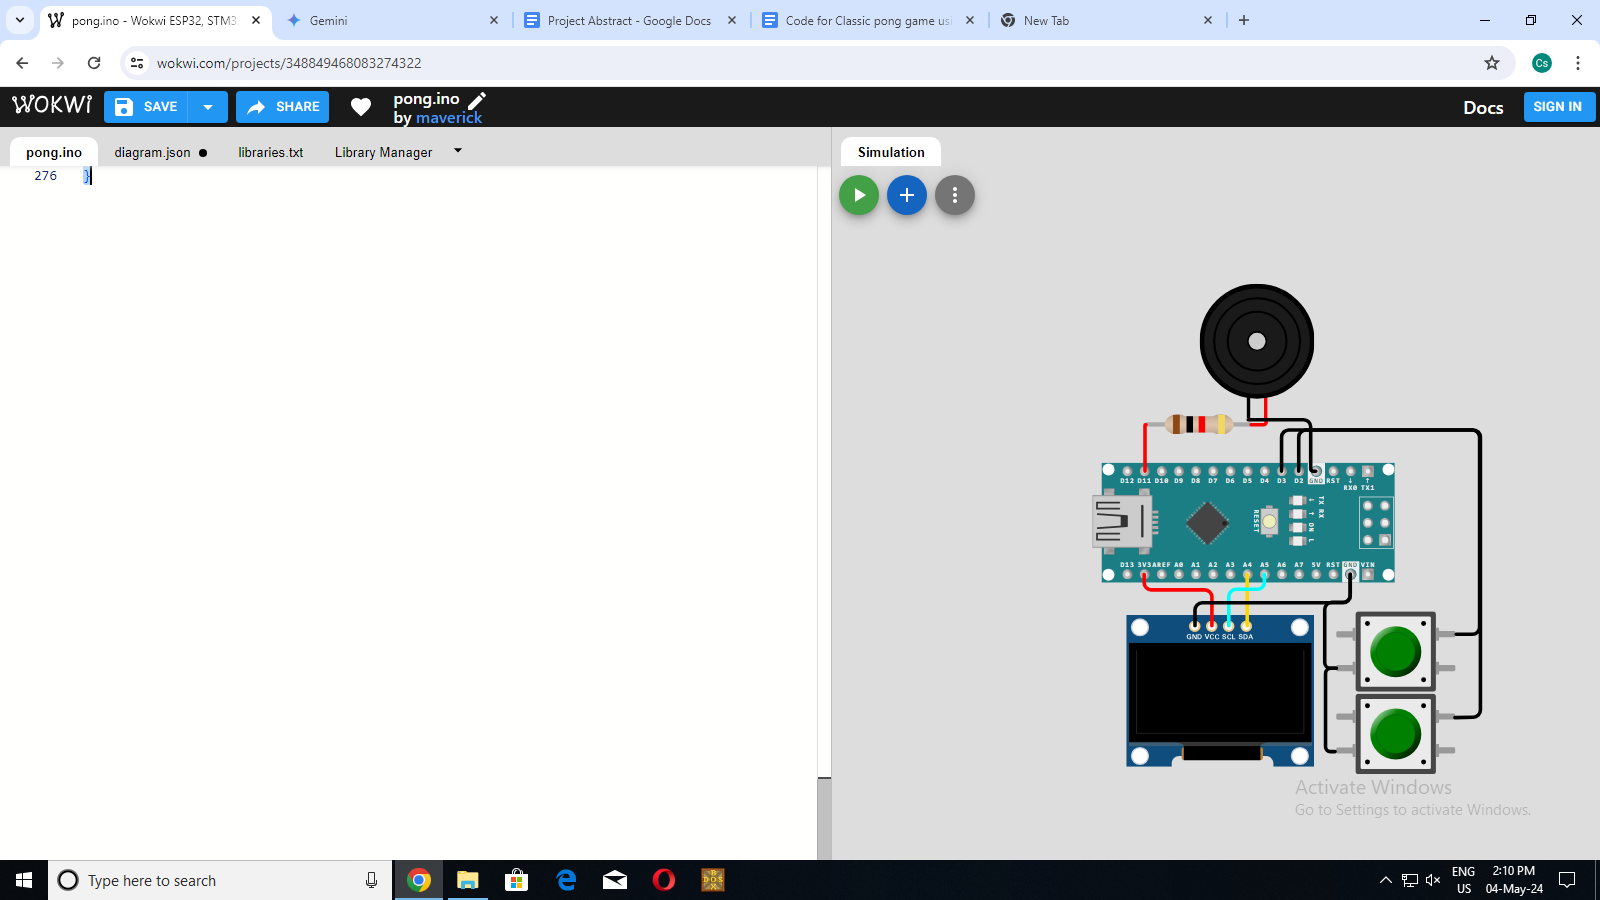 pong.ino - Wokwi ESP32, STM3
Gemini
Project Abstract - Google Docs
Code for Classic pong game us
New Tab
wokwi.com/projects/348849468083274322
Cs
WOKWI
SAVE
SHARE
pong.ino
by maverick
Docs
SIGN IN
pong.ino
diagram.json
libraries.txt
Library Manager
Simulation
276 }
D12 D11 D10 D9 D8 D7 D6 D5 D4 D3 D2 GND RST ↓ ↑
RX0 TX1
RESET
TX RX
← ↑ ON L
D13 3V3 AREF A0 A1 A2 A3 A4 A5 A6 A7 5V RST GND VIN
GND VCC SCL SDA
Activate Windows
Go to Settings to activate Windows.
Type here to search
DOS
ENG
US
2:10 PM
04-May-24